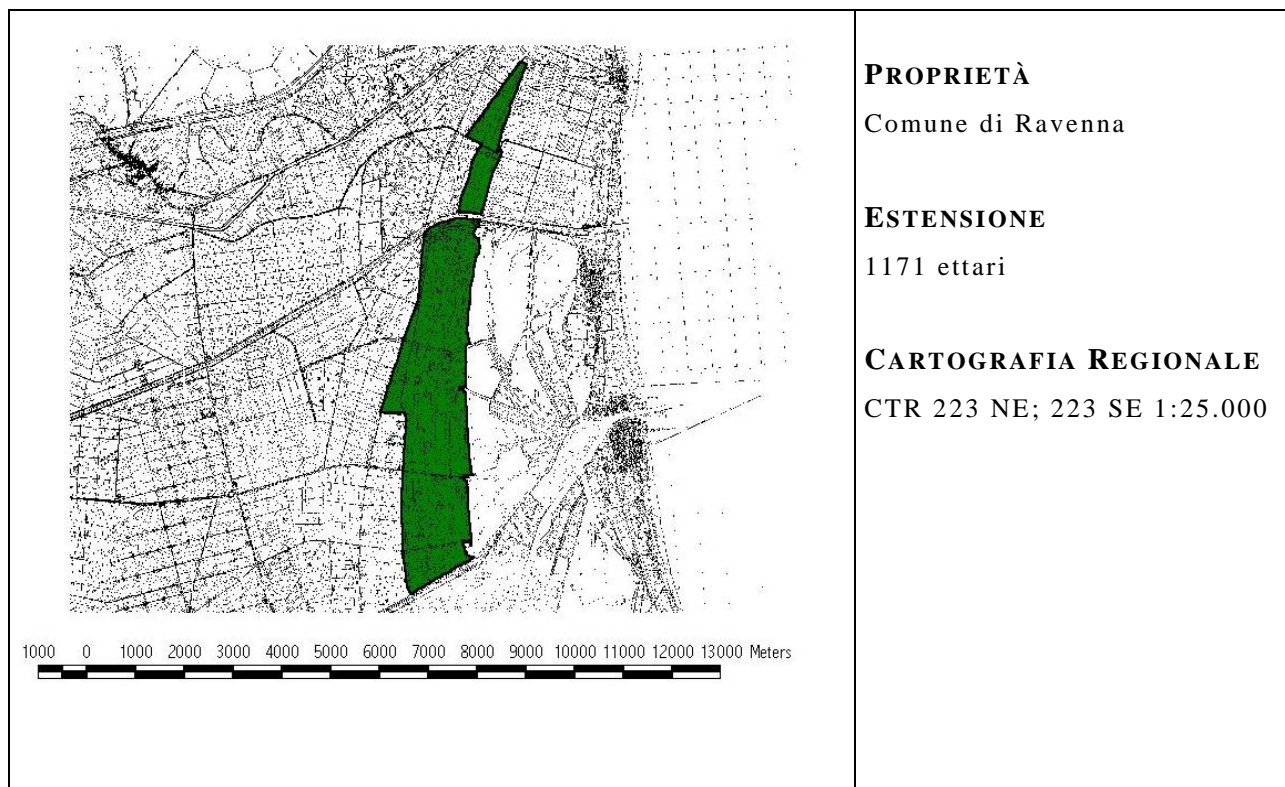 PROPRIETÀ
Comune di Ravenna
ESTENSIONE
1171 ettari
CARTOGRAFIA REGIONALE
CTR 223 NE; 223 SE 1:25.000
1000 0 1000 2000 3000 4000 5000 6000 7000 8000 9000 10000 11000 12000 13000 Meters